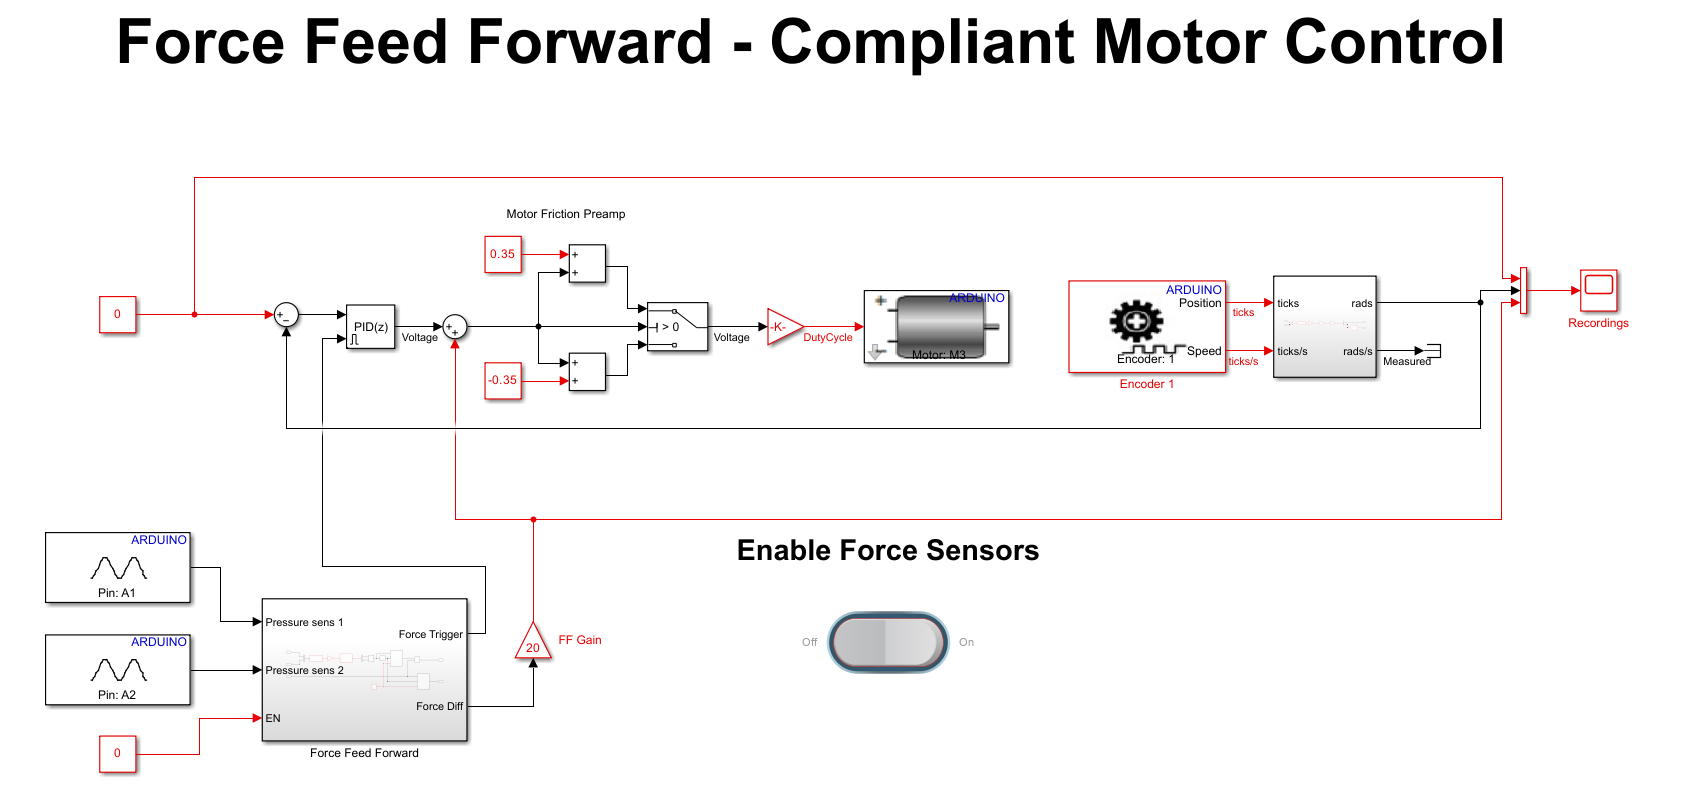 Force Feed Forward - Compliant Motor Control
Motor Friction Preamp
0.35
+
+
0
+
−
PID(z)
Voltage
+
+
> 0
Voltage
-K-
DutyCycle
-0.35
+
+
ARDUINO
Motor: M3
ARDUINO
Position
Speed
Encoder: 1
Encoder 1
ticks
ticks/s
ticks
rads
ticks/s
rads/s
Measured
Recordings
ARDUINO
Pin: A1
ARDUINO
Pin: A2
0
Pressure sens 1
Force Trigger
Pressure sens 2
Force Diff
EN
Force Feed Forward
20
FF Gain
Enable Force Sensors
Off
On